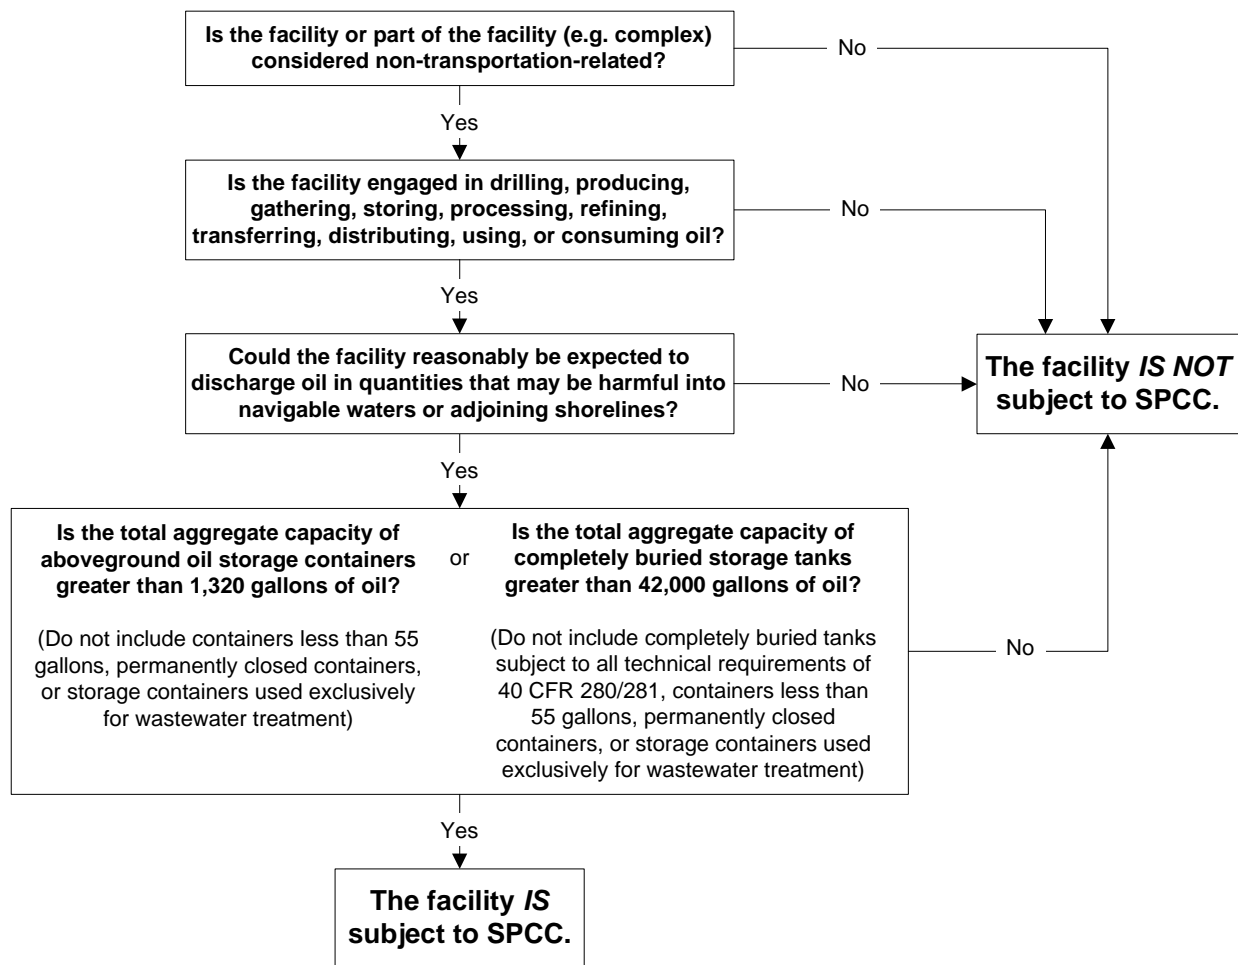 Is the facility or part of the facility (e.g. complex)
considered non-transportation-related?
No
Yes
Is the facility engaged in drilling, producing,
gathering, storing, processing, refining,
transferring, distributing, using, or consuming oil?
No
Yes
Could the facility reasonably be expected to
discharge oil in quantities that may be harmful into
navigable waters or adjoining shorelines?
No
The facility IS NOT
subject to SPCC.
Yes
Is the total aggregate capacity of
aboveground oil storage containers
greater than 1,320 gallons of oil?
(Do not include containers less than 55
gallons, permanently closed containers,
or storage containers used exclusively
for wastewater treatment)
or
Is the total aggregate capacity of
completely buried storage tanks
greater than 42,000 gallons of oil?
(Do not include completely buried tanks
subject to all technical requirements of
40 CFR 280/281, containers less than
55 gallons, permanently closed
containers, or storage containers used
exclusively for wastewater treatment)
No
Yes
The facility IS
subject to SPCC.